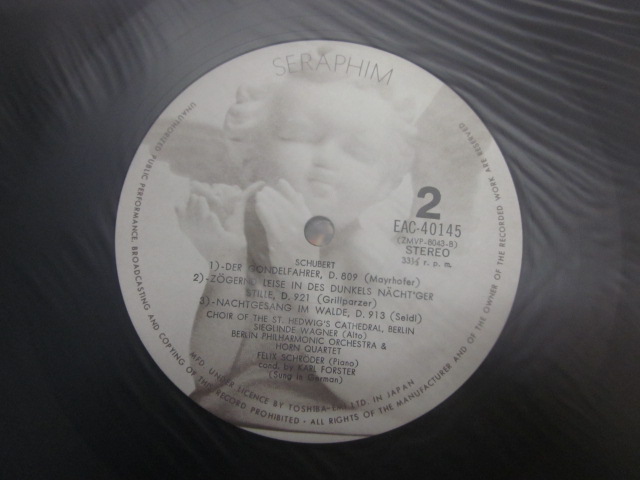 SERAPHIM
2
EAC-40145
(2MVP-8063-8)
STEREO
33⅓ r. p. m.
SCHUBERT
1)-DER GONDELFAHRER, D. 809 (Mayrhofer)
2)-ZÖGERND LEISE IN DES DUNKELS NÄCHT'GER
STILLE, D. 921 (Grillparzer)
3)-NACHTGESANG IM WALDE, D. 913 (Seidl)
CHOIR OF THE ST. HEDWIG'S CATHEDRAL, BERLIN
SIEGLINDE WAGNER (Alto)
BERLIN PHILHARMONIC ORCHESTRA &
HORN QUARTET
FELIX SCHRÖDER (Piano)
cond. by KARL FORSTER
(Sung in German)
MFD UNDER LICENCE BY TOSHIBA-EMI LTD. IN JAPAN
UNAUTHORIZED PUBLIC PERFORMANCE, BROADCASTING AND COPYING OF THE RECORD PROHIBITED - ALL RIGHTS OF THE MANUFACTURER AND OF THE OWNER OF THE RECORDED WORK ARE RESERVED